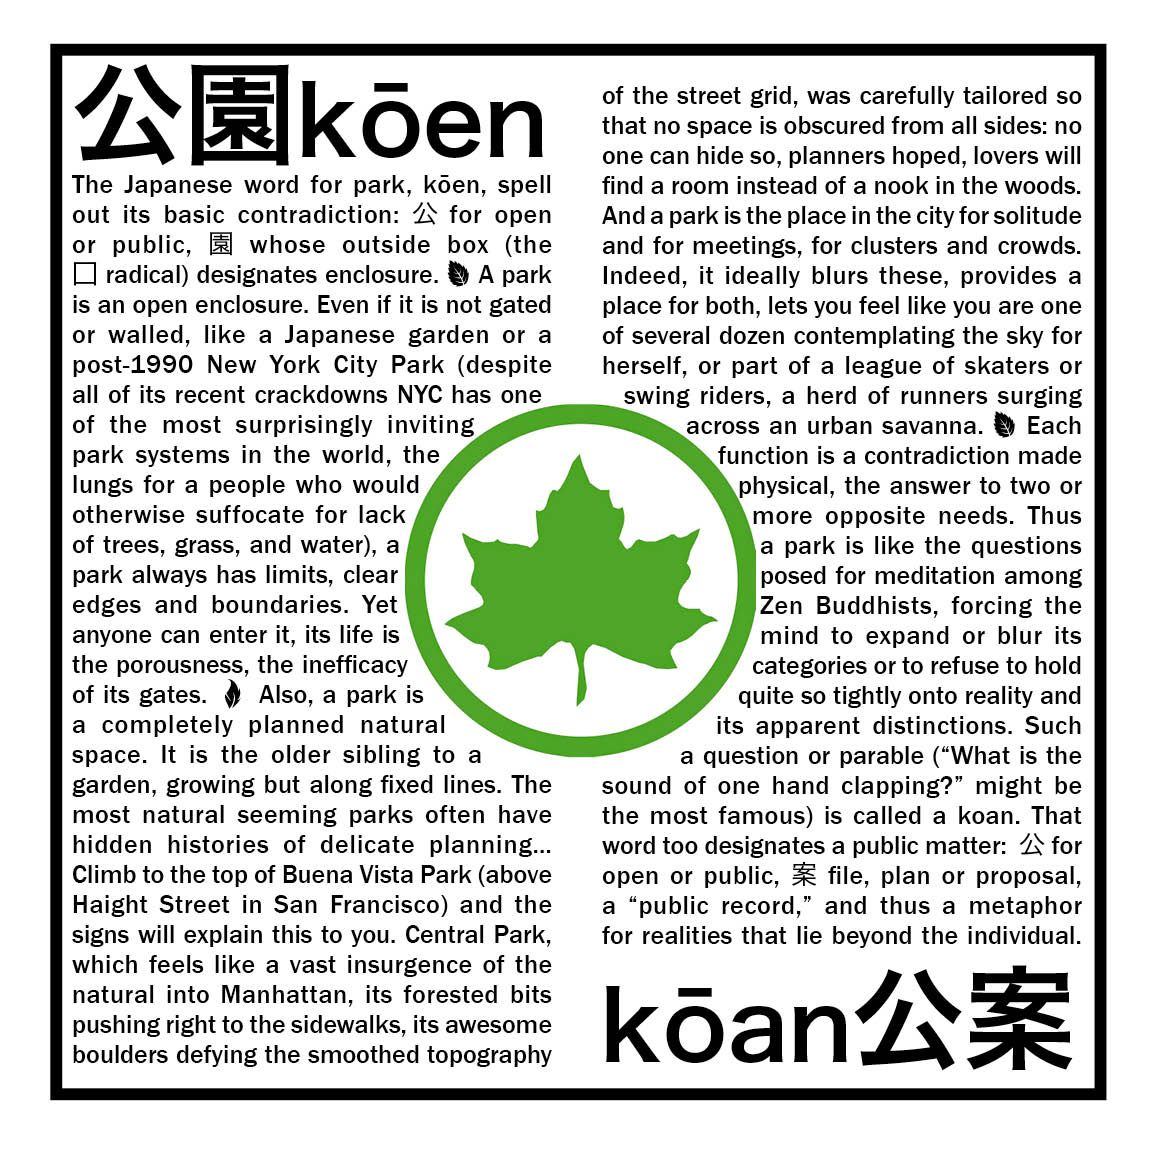 公園kōen
The Japanese word for park, kōen, spell
out its basic contradiction: 公 for open
or public, 園 whose outside box (the
囗 radical) designates enclosure. A park
is an open enclosure. Even if it is not gated
or walled, like a Japanese garden or a
post-1990 New York City Park (despite
all of its recent crackdowns NYC has one
of the most surprisingly inviting
park systems in the world, the
lungs for a people who would
otherwise suffocate for lack
of trees, grass, and water), a
park always has limits, clear
edges and boundaries. Yet
anyone can enter it, its life is
the porousness, the inefficacy
of its gates. Also, a park is
a completely planned natural
space. It is the older sibling to a
garden, growing but along fixed lines. The
most natural seeming parks often have
hidden histories of delicate planning...
Climb to the top of Buena Vista Park (above
Haight Street in San Francisco) and the
signs will explain this to you. Central Park,
which feels like a vast insurgence of the
natural into Manhattan, its forested bits
pushing right to the sidewalks, its awesome
boulders defying the smoothed topography
of the street grid, was carefully tailored so
that no space is obscured from all sides: no
one can hide so, planners hoped, lovers will
find a room instead of a nook in the woods.
And a park is the place in the city for solitude
and for meetings, for clusters and crowds.
Indeed, it ideally blurs these, provides a
place for both, lets you feel like you are one
of several dozen contemplating the sky for
herself, or part of a league of skaters or
swing riders, a herd of runners surging
across an urban savanna. Each
function is a contradiction made
physical, the answer to two or
more opposite needs. Thus
a park is like the questions
posed for meditation among
Zen Buddhists, forcing the
mind to expand or blur its
categories or to refuse to hold
quite so tightly onto reality and
its apparent distinctions. Such
a question or parable (“What is the
sound of one hand clapping?” might be
the most famous) is called a koan. That
word too designates a public matter: 公 for
open or public, 案 file, plan or proposal,
a “public record,” and thus a metaphor
for realities that lie beyond the individual.
kōan公案